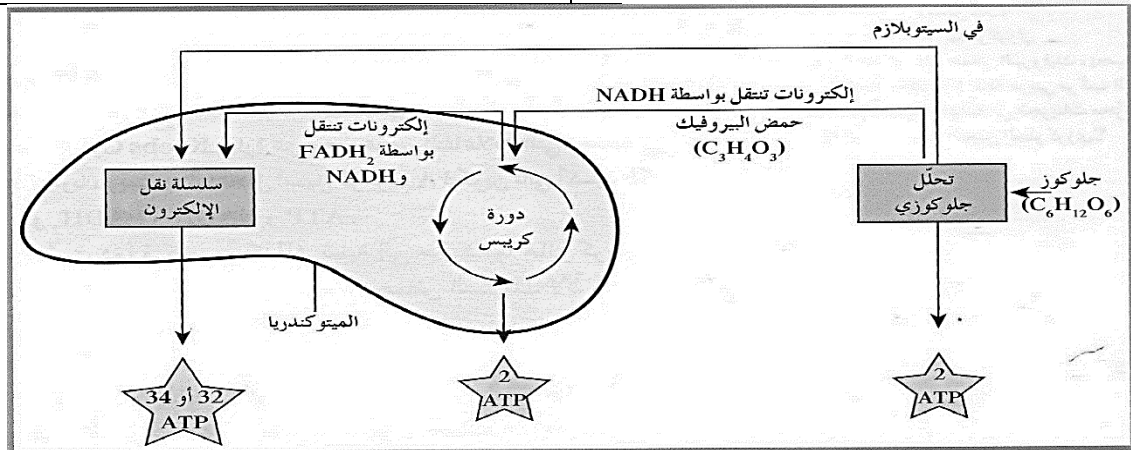 في السيتوبلازم
إلكترونات تنتقل بواسطة NADH
حمض البيروفيك
(C₃H₄O₃)
جلوكوز
(C₆H₁₂O₆)
تحلّل
جلوكوزي
إلكترونات تنتقل
بواسطة FADH₂
وNADH
دورة
كريبس
سلسلة نقل
الإلكترون
الميتوكندريا
2
ATP
2
ATP
32 أو 34
ATP